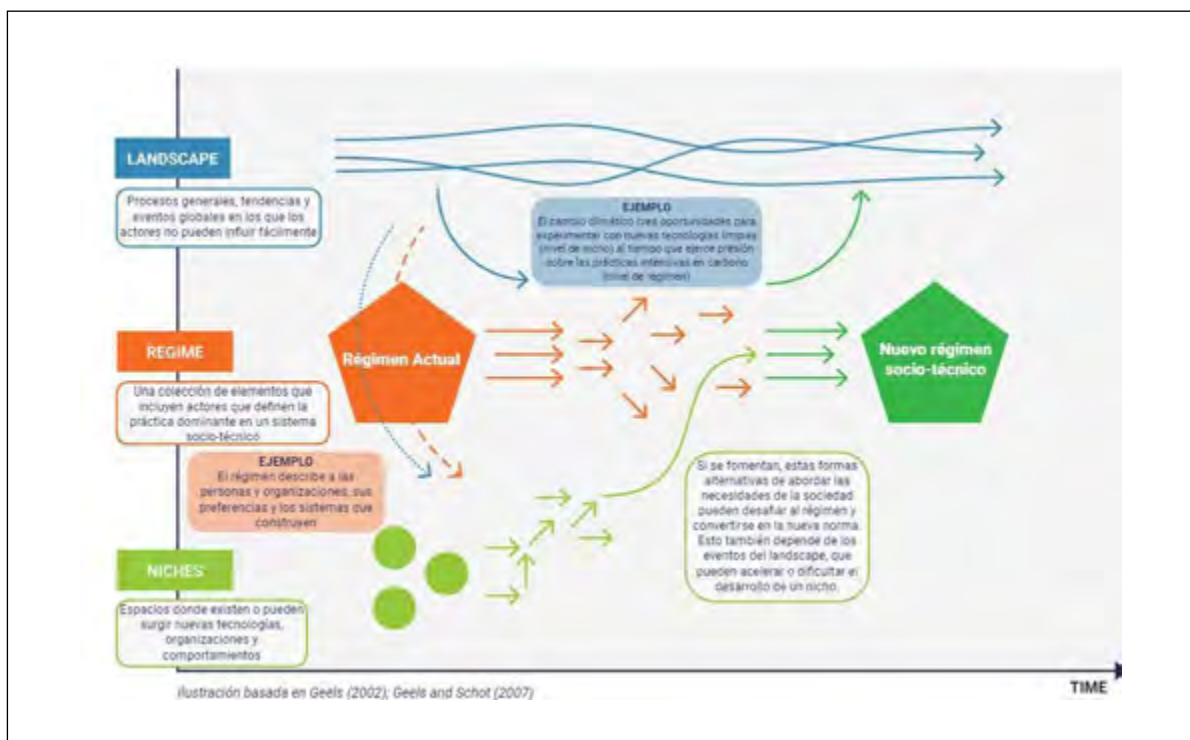 LANDSCAPE
Procesos generales, tendencias y
eventos globales en los que los
actores no pueden influir fácilmente
EJEMPLO
El cambio climático crea oportunidades para
experimentar con nuevas tecnologías limpias
(nivel de nicho) al tiempo que ejerce presión
sobre las prácticas intensivas en carbono
(nivel de régimen)
REGIME
Régimen Actual
Nuevo régimen
socio-técnico
Una colección de elementos que
incluyen actores que definen la
práctica dominante en un sistema
socio-técnico
EJEMPLO
El régimen describe a las
personas y organizaciones, sus
preferencias y los sistemas que
construyen
Si se fomentan, estas formas
alternativas de abordar las
necesidades de la sociedad
pueden desafiar al régimen y
convertirse en la nueva norma.
Esto también depende de los
eventos del landscape, que
pueden acelerar o dificultar el
desarrollo de un nicho.
NICHES
Espacios donde existen o pueden
surgir nuevas tecnologías,
organizaciones y
comportamientos
TIME
Ilustración basada en Geels (2002); Geels and Schot (2007)